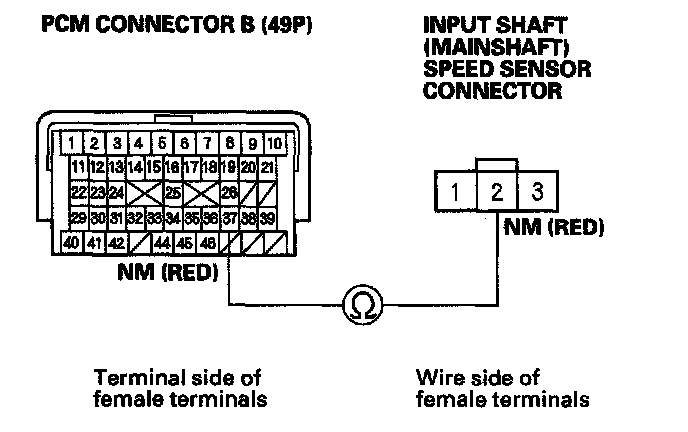 PCM CONNECTOR B (49P)
INPUT SHAFT
(MAINSHAFT)
SPEED SENSOR
CONNECTOR
1 2 3 4 5 6 7 8 9 10
11 12 13 14 15 16 17 18 19 20 21
22 23 24 25 26
29 30 31 32 33 34 35 36 37 38 39
40 41 42 44 45 46
NM (RED)
1 2 3
NM (RED)
Ω
Terminal side of
female terminals
Wire side of
female terminals